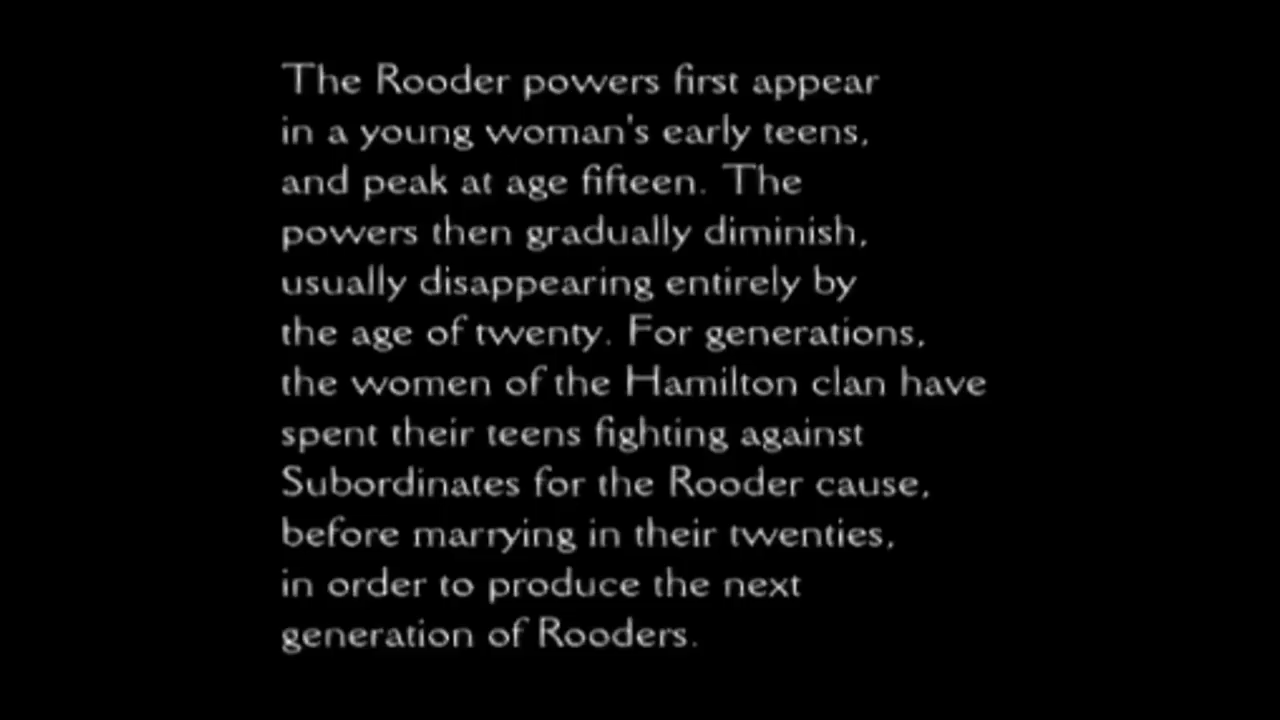 The Rooder powers first appear
in a young woman's early teens,
and peak at age fifteen. The
powers then gradually diminish,
usually disappearing entirely by
the age of twenty. For generations,
the women of the Hamilton clan have
spent their teens fighting against
Subordinates for the Rooder cause,
before marrying in their twenties,
in order to produce the next
generation of Rooders.